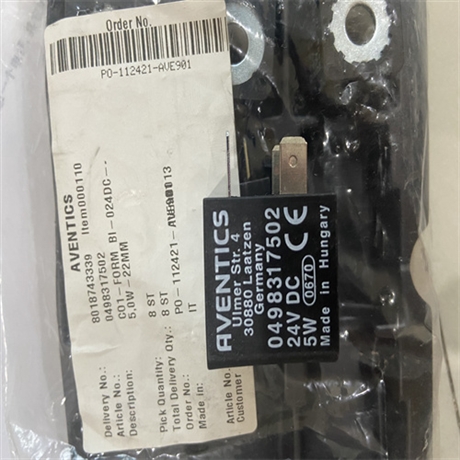 Order No.
PO-112421-AVE901
AVENTICS
Item000110
Delivery No.: 8018743339
Article No.: 0498317502
CO1-FORM BI-024DC-.
5,0W-22MM
Pick Quantity: 8 ST
Total Delivery Qty.: 8 ST
Order No.: PO-112421-
Made in: IT
Article No.
Customer
AVENTICS
Ulmer Str. 4
30880 Laatzen
Germany
0498317502
24V DC CE
5W 0670
Made in Hungary